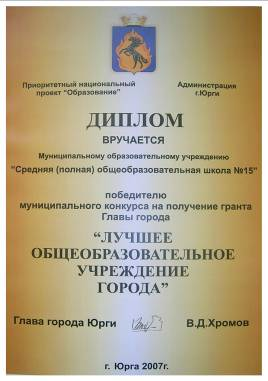 Приоритетный национальный Администрация
проект "Образование" г.Юрги
ДИПЛОМ
ВРУЧАЕТСЯ
Муниципальному образовательному учреждению
"Средняя (полная) общеобразовательная школа №15"
победителю
муниципального конкурса на получение гранта
Главы города
“ЛУЧШЕЕ
ОБЩЕОБРАЗОВАТЕЛЬНОЕ
УЧРЕЖДЕНИЕ
ГОРОДА”
Глава города Юрги В.Д.Хромов
г. Юрга 2007г.